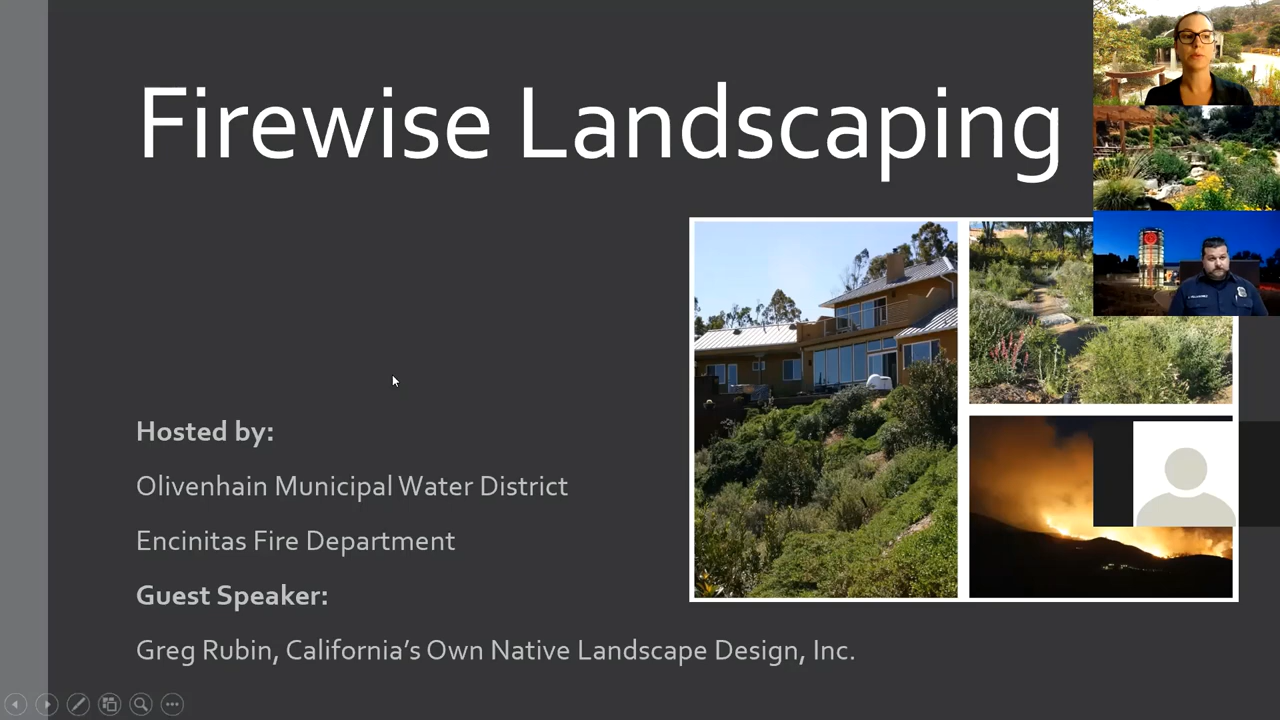 Firewise Landscaping
Hosted by:
Olivenhain Municipal Water District
Encinitas Fire Department
Guest Speaker:
Greg Rubin, California’s Own Native Landscape Design, Inc.